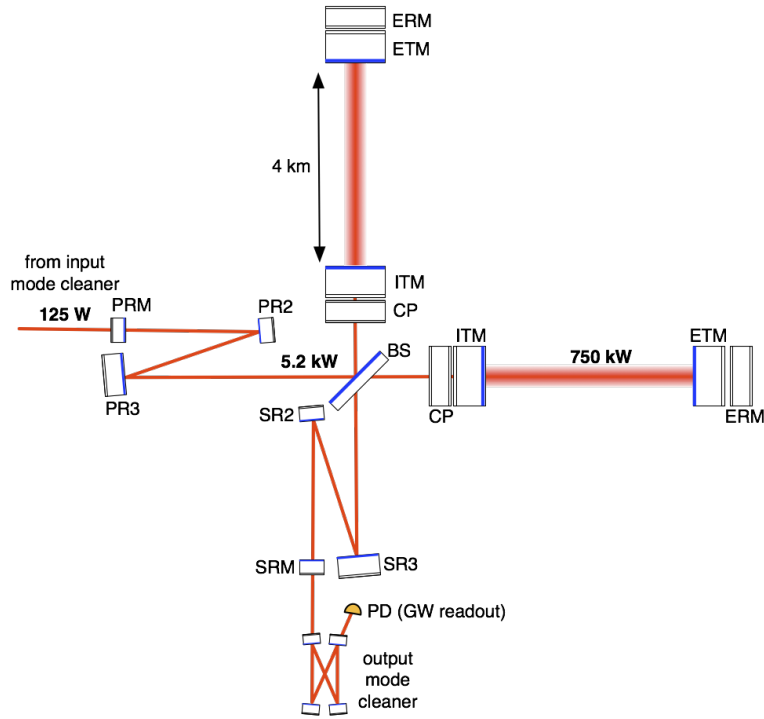 ERM
ETM
4 km
ITM
CP
from input
mode cleaner
125 W
PRM
PR2
PR3
5.2 kW
BS
ITM
CP
750 kW
ETM
ERM
SR2
SR3
SRM
PD (GW readout)
output
mode
cleaner